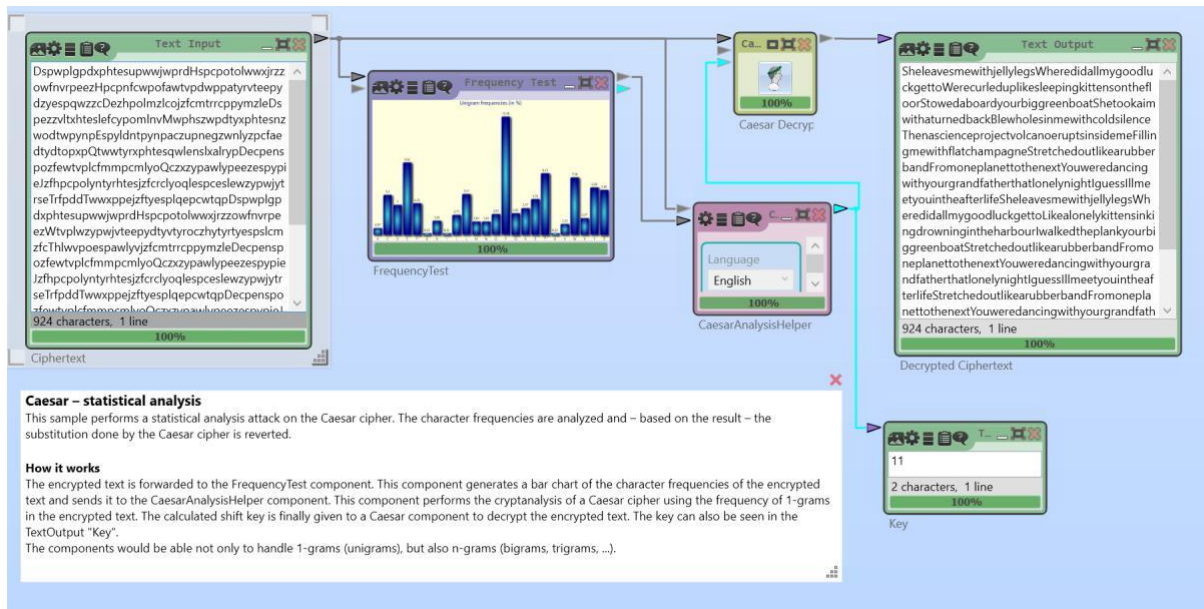 Text Input
DspwplgpdxphtesupwwjwprdHspcpotolwwxjrzz
owfnvrpeezHpcpnfcwpofawtvpdwppatyrvteepy
dzyespqwzzcDezhpolmzlcojzfcmtrrcppymzleDs
pezzvltxhteslefcypomlnvMwphszwpdtyxphtesnz
wodtwpynpEspyldntpynpaczupnegzwnlyzpcfae
dtydtopxpQtwwtyrxphtesqwlenslxalrypDecpens
pozfewtvplcfmmpcmlyoQczxzypawlypeezespypi
eJzfhpcpolyntyrhtesjzfcrclyoqlespceslewzypwjyt
rseTrfpddTwwxppejzftyesplqepcwtqpDspwplgp
dxphtesupwwjwprdHspcpotolwwxjrzzowfnvrpe
ezWtvplwzypwjvteepydtyvtyroczhytyrtyespslcm
zfcThlwvpoespawlyvjzfcmtrrcppymzleDecpensp
ozfewtvplcfmmpcmlyoQczxzypawlypeezespypie
Jzfhpcpolyntyrhtesjzfcrclyoqlespceslewzypwjytr
seTrfpddTwwxppejzftyesplqepcwtqpDecpenspo
zfewtvplcfmmpcmlyoQczxzypawlypeezespypieJ
924 characters, 1 line
100%
Ciphertext
Frequency Test
Unigram frequencies (in %)
FrequencyTest
Ca...
100%
Caesar Decryp
C...
Language
English
100%
CaesarAnalysisHelper
Text Output
SheleavesmewithjellylegsWheredidallmygoodlu
ckgettoWerecurleduplikesleepingkittensonthefl
oorStowedaboardyourbiggreenboatShetookaim
withaturnedbackBlewholesinmewithcoldsilence
ThenascienceprojectvolcanoeruptsinsidemeFillin
gmewithflatchampagneStretchedoutlikearubber
bandFromoneplanettothenextYouweredancing
withyourgrandfatherthatlonelynightIguessIllme
etyouintheafterlifeSheleavesmewithjellylegsWh
eredidallmygoodluckgettoLikealonelykittensinki
ngdrowningintheharbourIwalkedtheplankyourbi
ggreenboatStretchedoutlikearubberbandFromo
neplanettothenextYouweredancingwithyourgra
ndfatherthatlonelynightIguessIllmeetyouintheaf
terlifeStretchedoutlikearubberbandFromonepla
nettothenextYouweredancingwithyourgrandfath
924 characters, 1 line
100%
Decrypted Ciphertext
Caesar – statistical analysis
This sample performs a statistical analysis attack on the Caesar cipher. The character frequencies are analyzed and – based on the result – the
substitution done by the Caesar cipher is reverted.
How it works
The encrypted text is forwarded to the FrequencyTest component. This component generates a bar chart of the character frequencies of the encrypted
text and sends it to the CaesarAnalysisHelper component. This component performs the cryptanalysis of a Caesar cipher using the frequency of 1-grams
in the encrypted text. The calculated shift key is finally given to a Caesar component to decrypt the encrypted text. The key can also be seen in the
TextOutput "Key".
The components would be able not only to handle 1-grams (unigrams), but also n-grams (bigrams, trigrams, ...).
T...
11
2 characters, 1 line
100%
Key